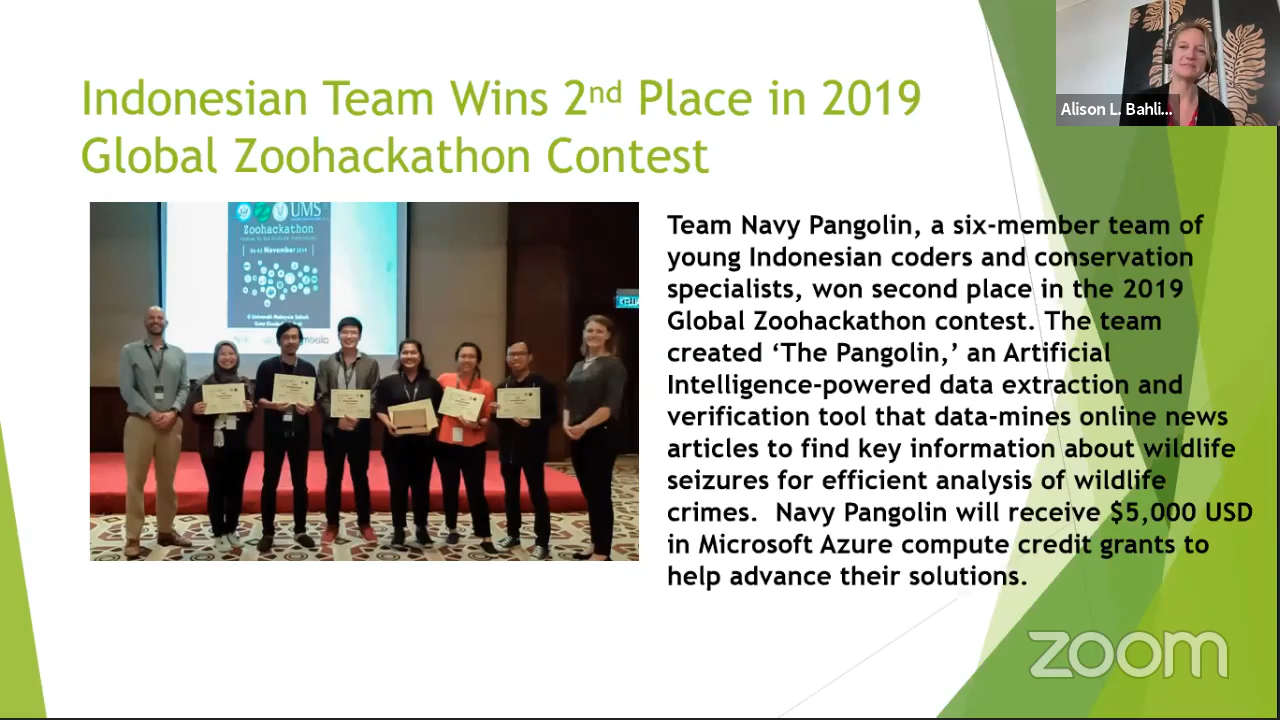 Indonesian Team Wins 2nd Place in 2019
Global Zoohackathon Contest
Alison L. Bahli...
UMS
Zoohackathon
November 2019
@ Universiti Malaysia Sabah
Team Navy Pangolin, a six-member team of
young Indonesian coders and conservation
specialists, won second place in the 2019
Global Zoohackathon contest. The team
created ‘The Pangolin,’ an Artificial
Intelligence-powered data extraction and
verification tool that data-mines online news
articles to find key information about wildlife
seizures for efficient analysis of wildlife
crimes.  Navy Pangolin will receive $5,000 USD
in Microsoft Azure compute credit grants to
help advance their solutions.
zoom